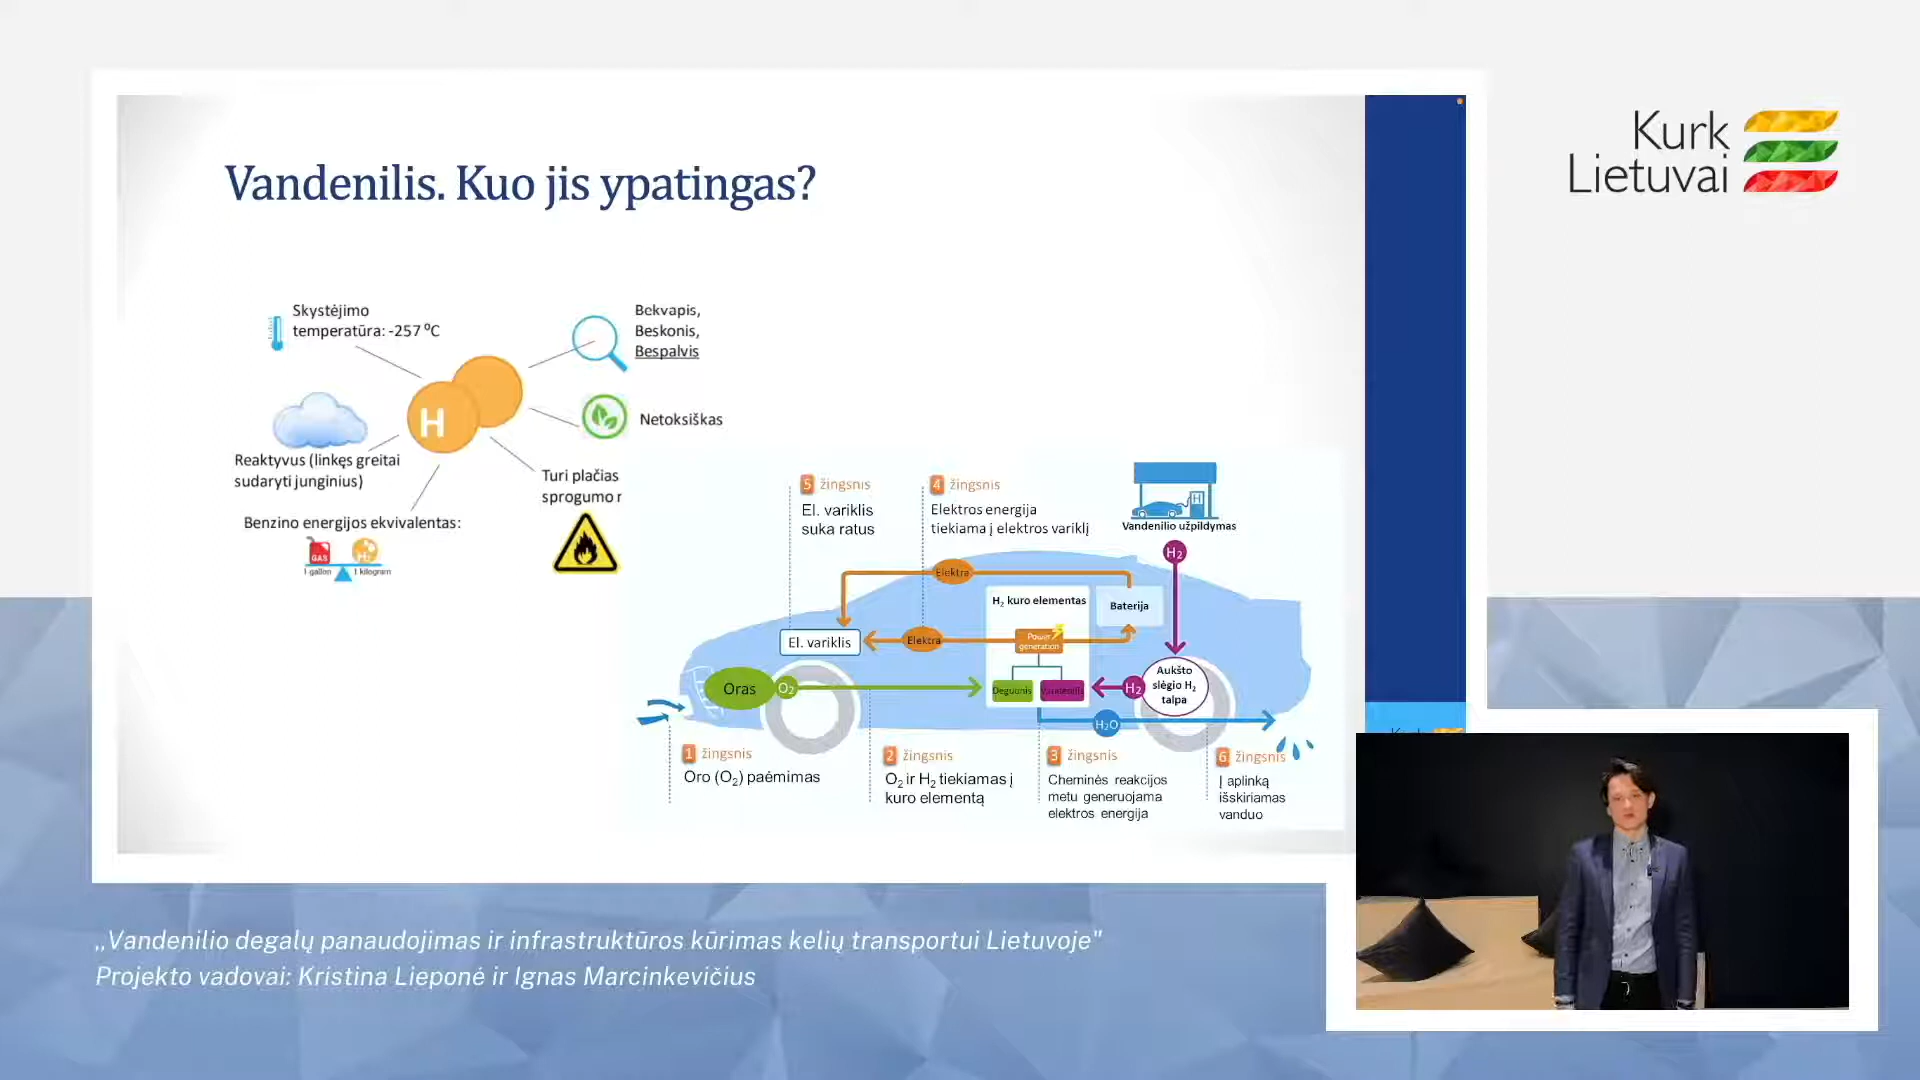 Kurk
Lietuvai
Vandenilis. Kuo jis ypatingas?
Skystėjimo
temperatūra: -257 ⁰C
Bekvapis,
Beskonis,
Bespalvis
H
Netoksiškas
Reaktyvus (linkęs greitai
sudaryti junginius)
Turi plačias
sprogumo r
Benzino energijos ekvivalentas:
GAS
H₂
1 gallon
1 kilogram
5 žingsnis
El. variklis
suka ratus
4 žingsnis
Elektros energija
tiekiama į elektros variklį
H
Vandenilio užpildymas
H₂
Elektra
H₂ kuro elementas
Baterija
El. variklis
Elektra
Power
generation
Oras
O₂
Deguonis
Vandenilis
H₂
Aukšto
slėgio H₂
talpa
H₂O
1 žingsnis
Oro (O₂) paėmimas
2 žingsnis
O₂ ir H₂ tiekiamas į
kuro elementą
3 žingsnis
Cheminės reakcijos
metu generuojama
elektros energija
6 žingsnis
Į aplinką
išskiriamas
vanduo
,,Vandenilio degalų panaudojimas ir infrastruktūros kūrimas kelių transportui Lietuvoje"
Projekto vadovai: Kristina Lieponė ir Ignas Marcinkevičius